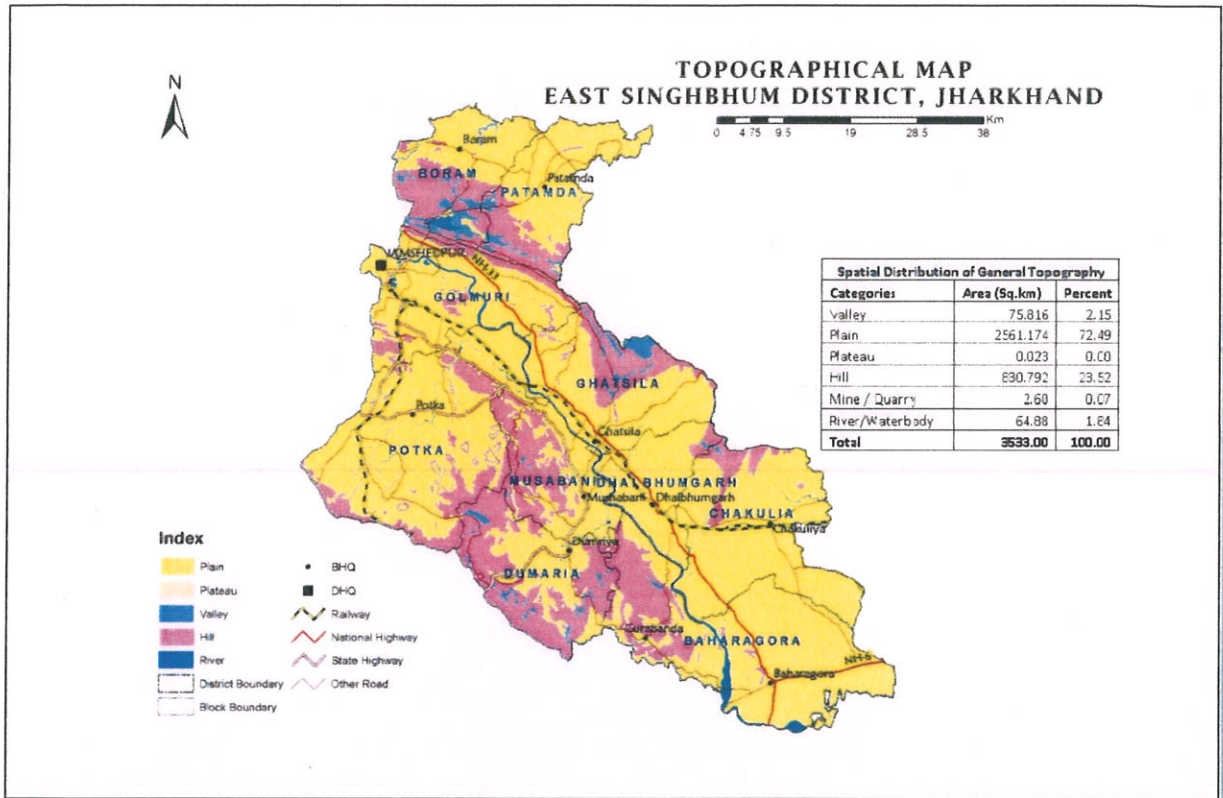 TOPOGRAPHICAL MAP
EAST SINGHBHUM DISTRICT, JHARKHAND
N
Km
0 4.75 9.5 19 28.5 38
Baram
BORAM
Patamda
PATAMDA
JAMSHEDPUR
NH-33
GOLMURI
GHATSILA
Potka
Ghatsila
POTKA
MUSABANI
DHALBHUMGARH
Mushabani
Dhalbhumgarh
CHAKULIA
Chakuliya
Dumariya
DUMARIA
Gurabanda
BAHARAGORA
NH-6
Baharagora
Spatial Distribution of General Topography
Categories Area (Sq.km) Percent
Valley 75.816 2.15
Plain 2561.174 72.49
Plateau 0.023 0.00
Hill 830.792 23.52
Mine / Quarry 2.60 0.07
River/Waterbody 64.88 1.84
Total 3533.00 100.00
Index
Plain
Plateau
Valley
Hill
River
District Boundary
Block Boundary
BHQ
DHQ
Railway
National Highway
State Highway
Other Road